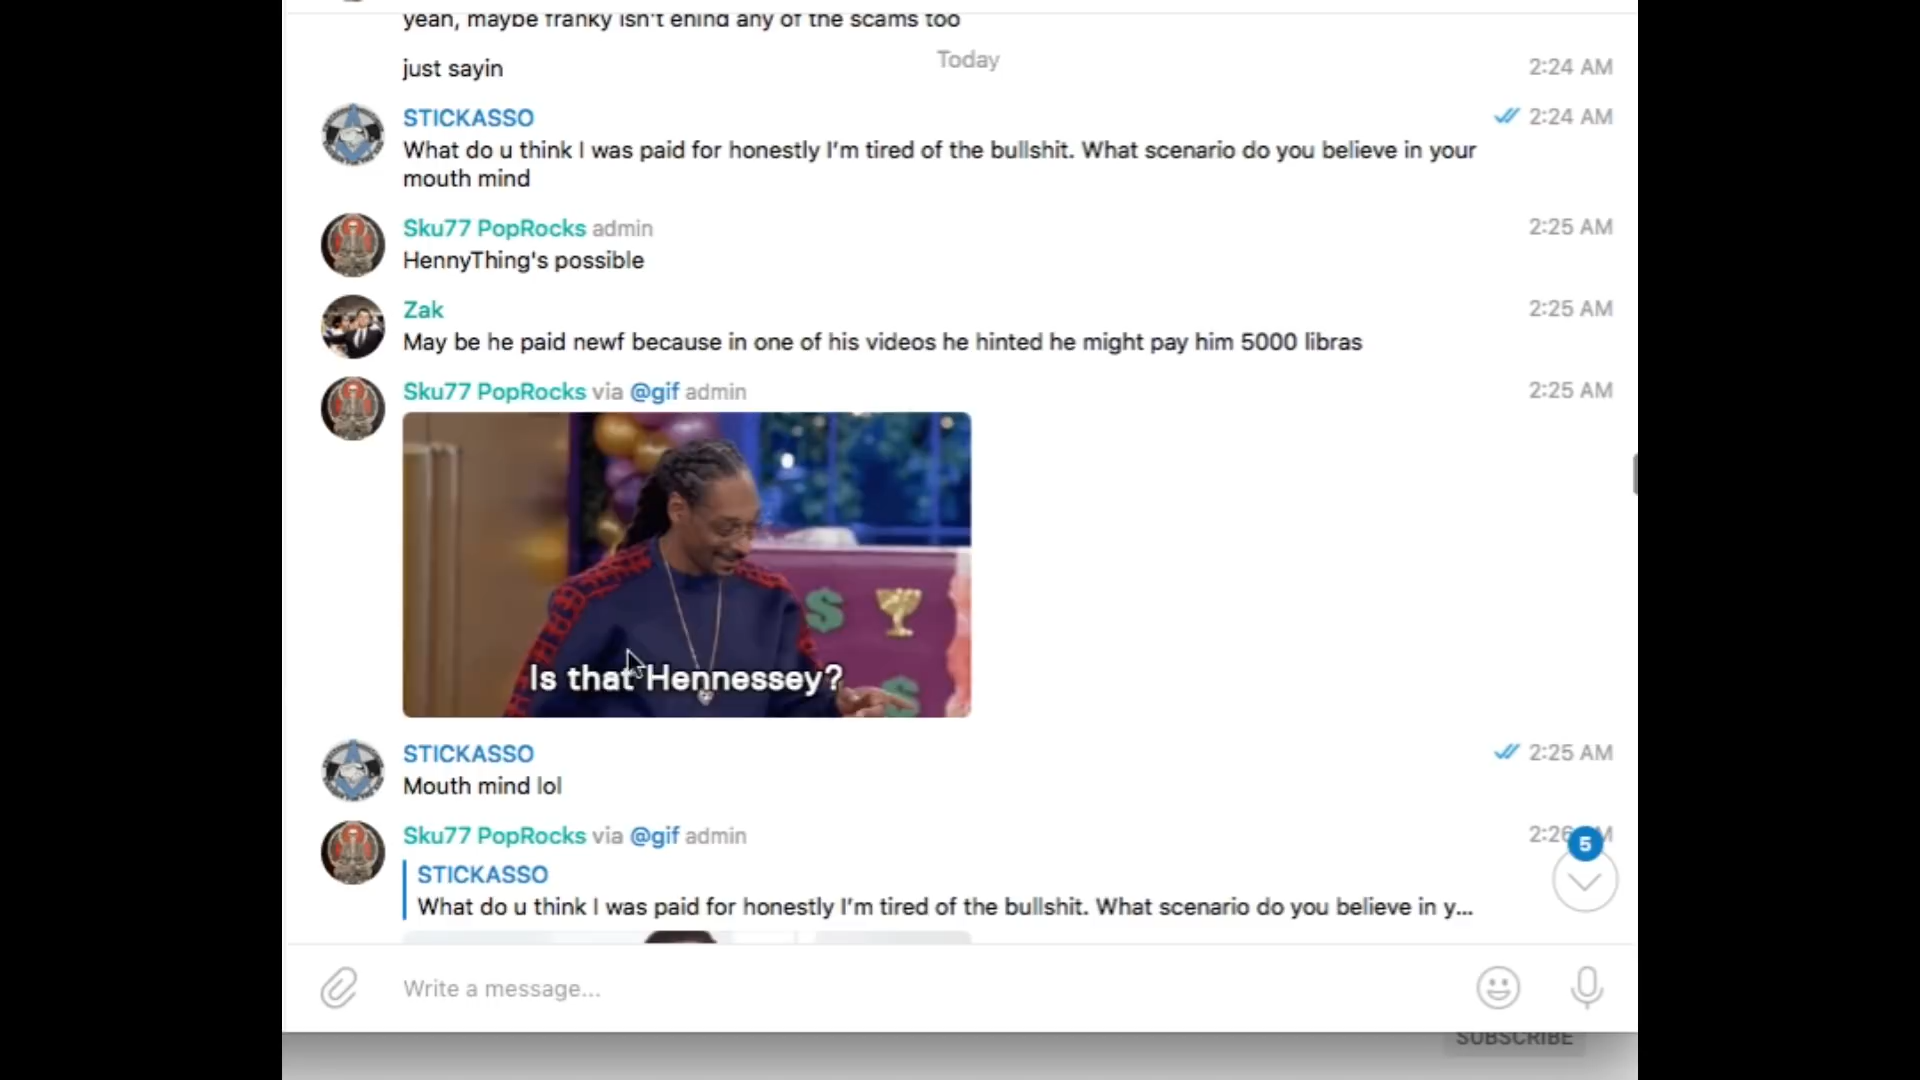 yeah, maybe franky isn't ehind any of the scams too
Today
just sayin
2:24 AM
STICKASSO
2:24 AM
What do u think I was paid for honestly I'm tired of the bullshit. What scenario do you believe in your
mouth mind
Sku77 PopRocks admin
2:25 AM
HennyThing's possible
Zak
2:25 AM
May be he paid newf because in one of his videos he hinted he might pay him 5000 libras
Sku77 PopRocks via @gif admin
2:25 AM
Is that Hennessey?
STICKASSO
2:25 AM
Mouth mind lol
Sku77 PopRocks via @gif admin
2:26 M
5
STICKASSO
What do u think I was paid for honestly I'm tired of the bullshit. What scenario do you believe in y...
Write a message...
SUBSCRIBE